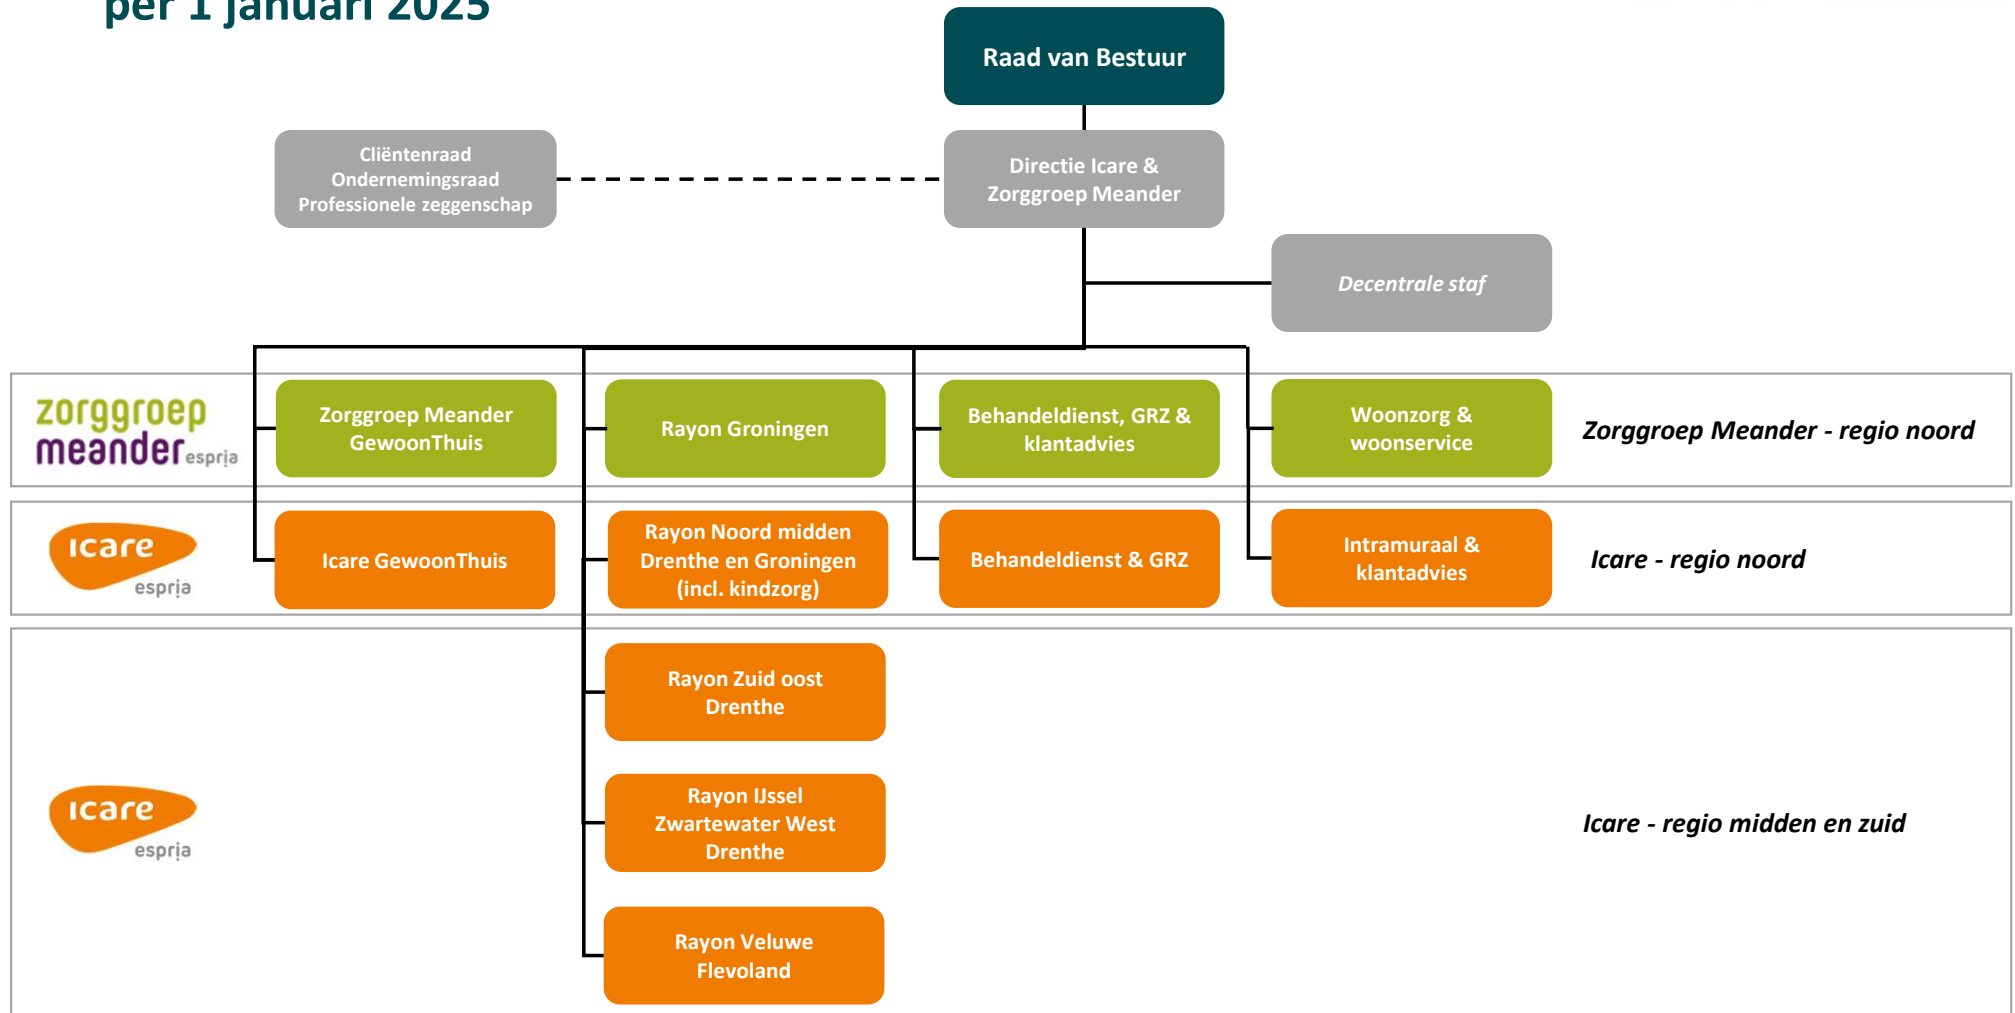 per 1 januari 2025
Raad van Bestuur
Cliëntenraad
Ondernemingsraad
Professionele zeggenschap
Directie Icare &
Zorggroep Meander
Decentrale staf
zorggroep
meander espria
Zorggroep Meander
GewoonThuis
Rayon Groningen
Behandeldienst, GRZ &
klantadvies
Woonzorg &
woonservice
Zorggroep Meander - regio noord
Icare
espria
Icare GewoonThuis
Rayon Noord midden
Drenthe en Groningen
(incl. kindzorg)
Behandeldienst & GRZ
Intramuraal &
klantadvies
Icare - regio noord
Rayon Zuid oost
Drenthe
Icare
espria
Rayon IJssel
Zwartewater West
Drenthe
Icare - regio midden en zuid
Rayon Veluwe
Flevoland